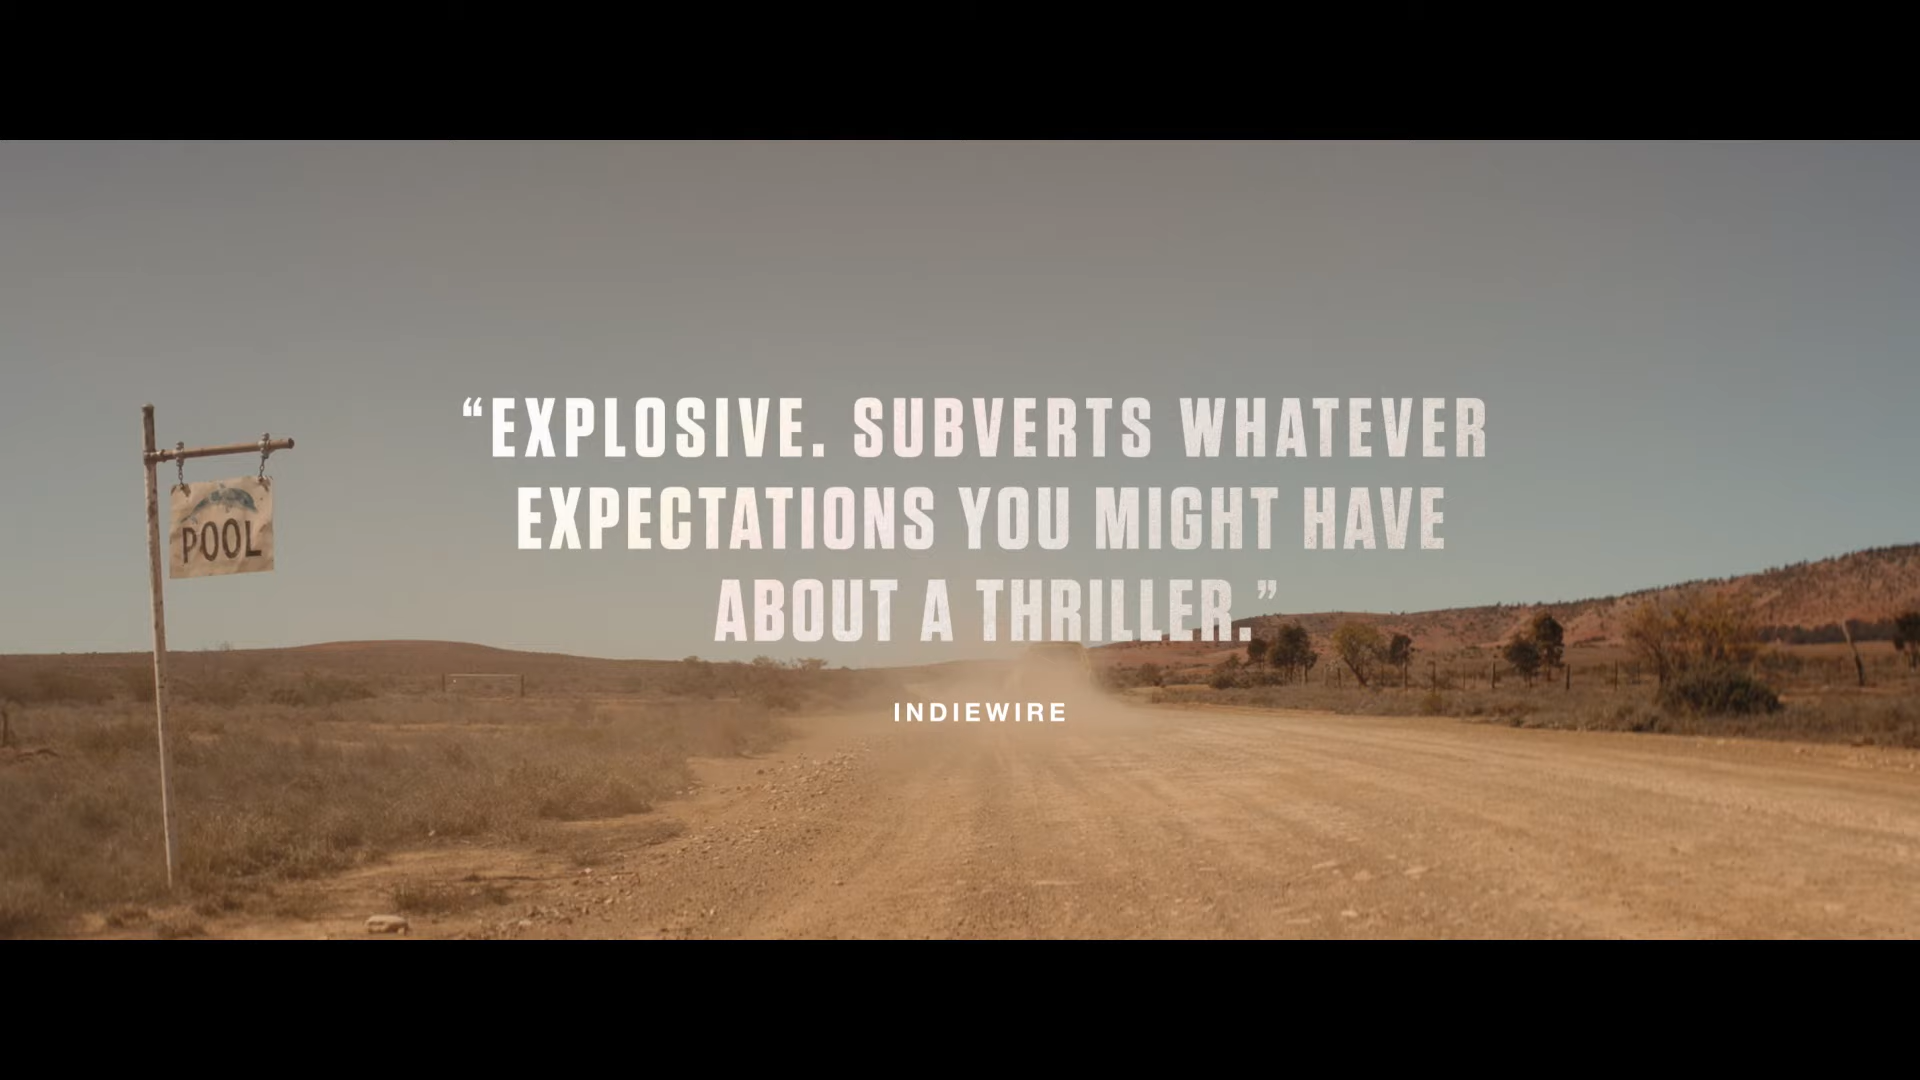 POOL
“EXPLOSIVE. SUBVERTS WHATEVER
EXPECTATIONS YOU MIGHT HAVE
ABOUT A THRILLER.”
INDIEWIRE